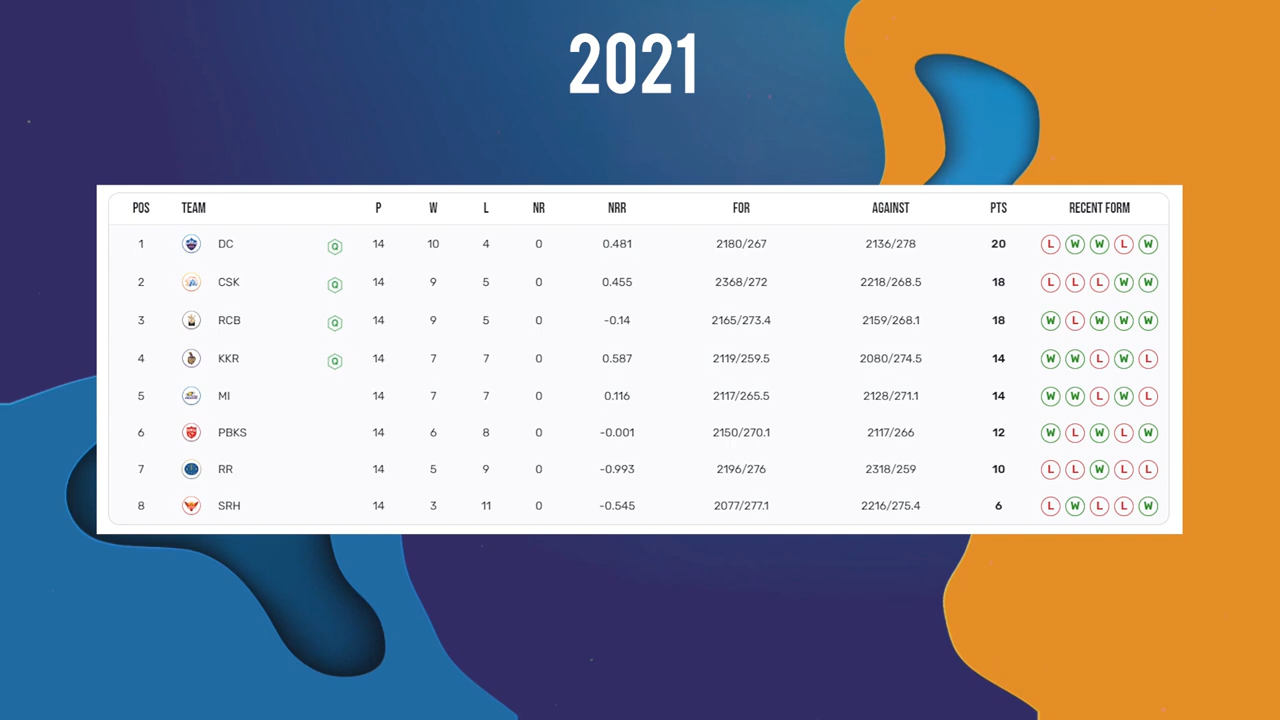 2021
POS TEAM P W L NR NRR FOR AGAINST PTS RECENT FORM
1 DC Q 14 10 4 0 0.481 2180/267 2136/278 20 L W W L W
2 CSK Q 14 9 5 0 0.455 2368/272 2218/268.5 18 L L L W W
3 RCB Q 14 9 5 0 -0.14 2165/273.4 2159/268.1 18 W L W W W
4 KKR Q 14 7 7 0 0.587 2119/259.5 2080/274.5 14 W W L W L
5 MI 14 7 7 0 0.116 2117/265.5 2128/271.1 14 W W L W L
6 PBKS 14 6 8 0 -0.001 2150/270.1 2117/266 12 W L W L W
7 RR 14 5 9 0 -0.993 2196/276 2318/259 10 L L W L L
8 SRH 14 3 11 0 -0.545 2077/277.1 2216/275.4 6 L W L L W